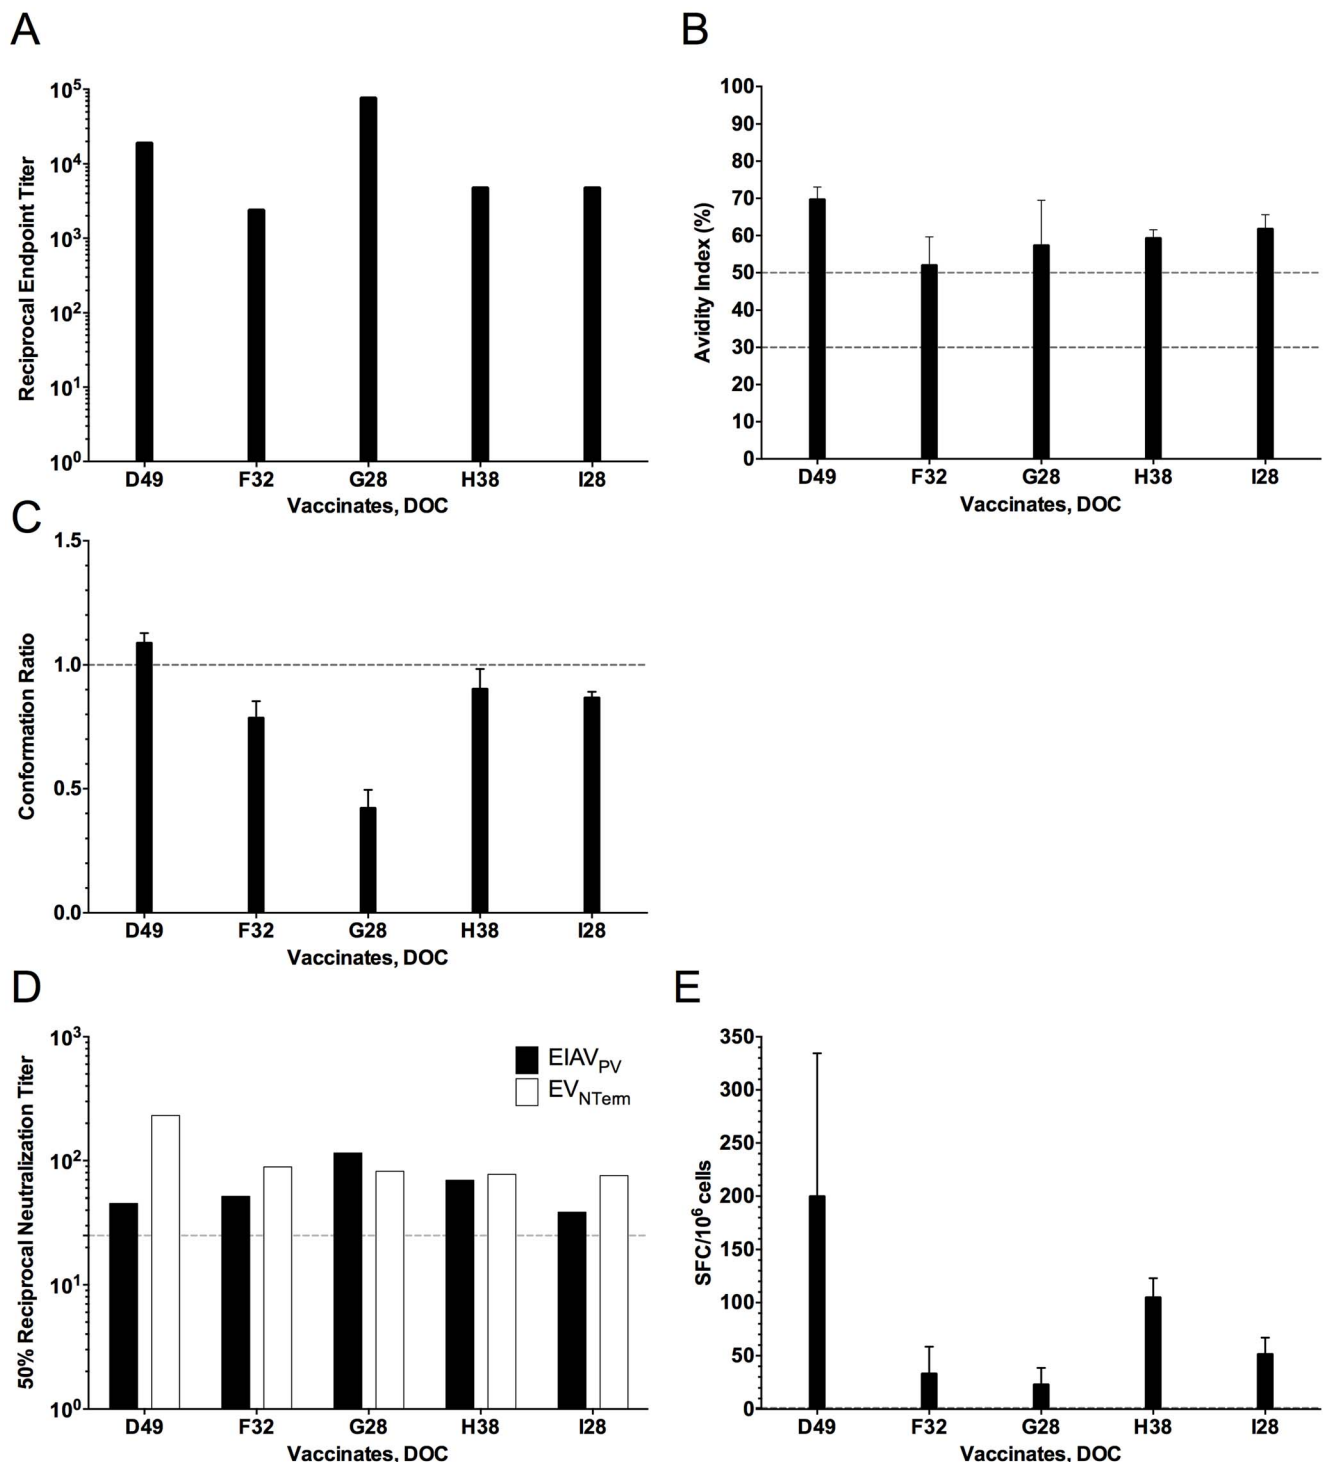 A
Reciprocal Endpoint Titer
10^5
10^4
10^3
10^2
10^1
10^0
D49 F32 G28 H38 I28
Vaccinates, DOC
B
Avidity Index (%)
100
90
80
70
60
50
40
30
20
10
0
D49 F32 G28 H38 I28
Vaccinates, DOC
C
Conformation Ratio
1.5
1.0
0.5
0.0
D49 F32 G28 H38 I28
Vaccinates, DOC
D
50% Reciprocal Neutralization Titer
10^3
10^2
10^1
10^0
EIAV_PV
EV_NTerm
D49 F32 G28 H38 I28
Vaccinates, DOC
E
SFC/10^6 cells
350
300
250
200
150
100
50
0
D49 F32 G28 H38 I28
Vaccinates, DOC